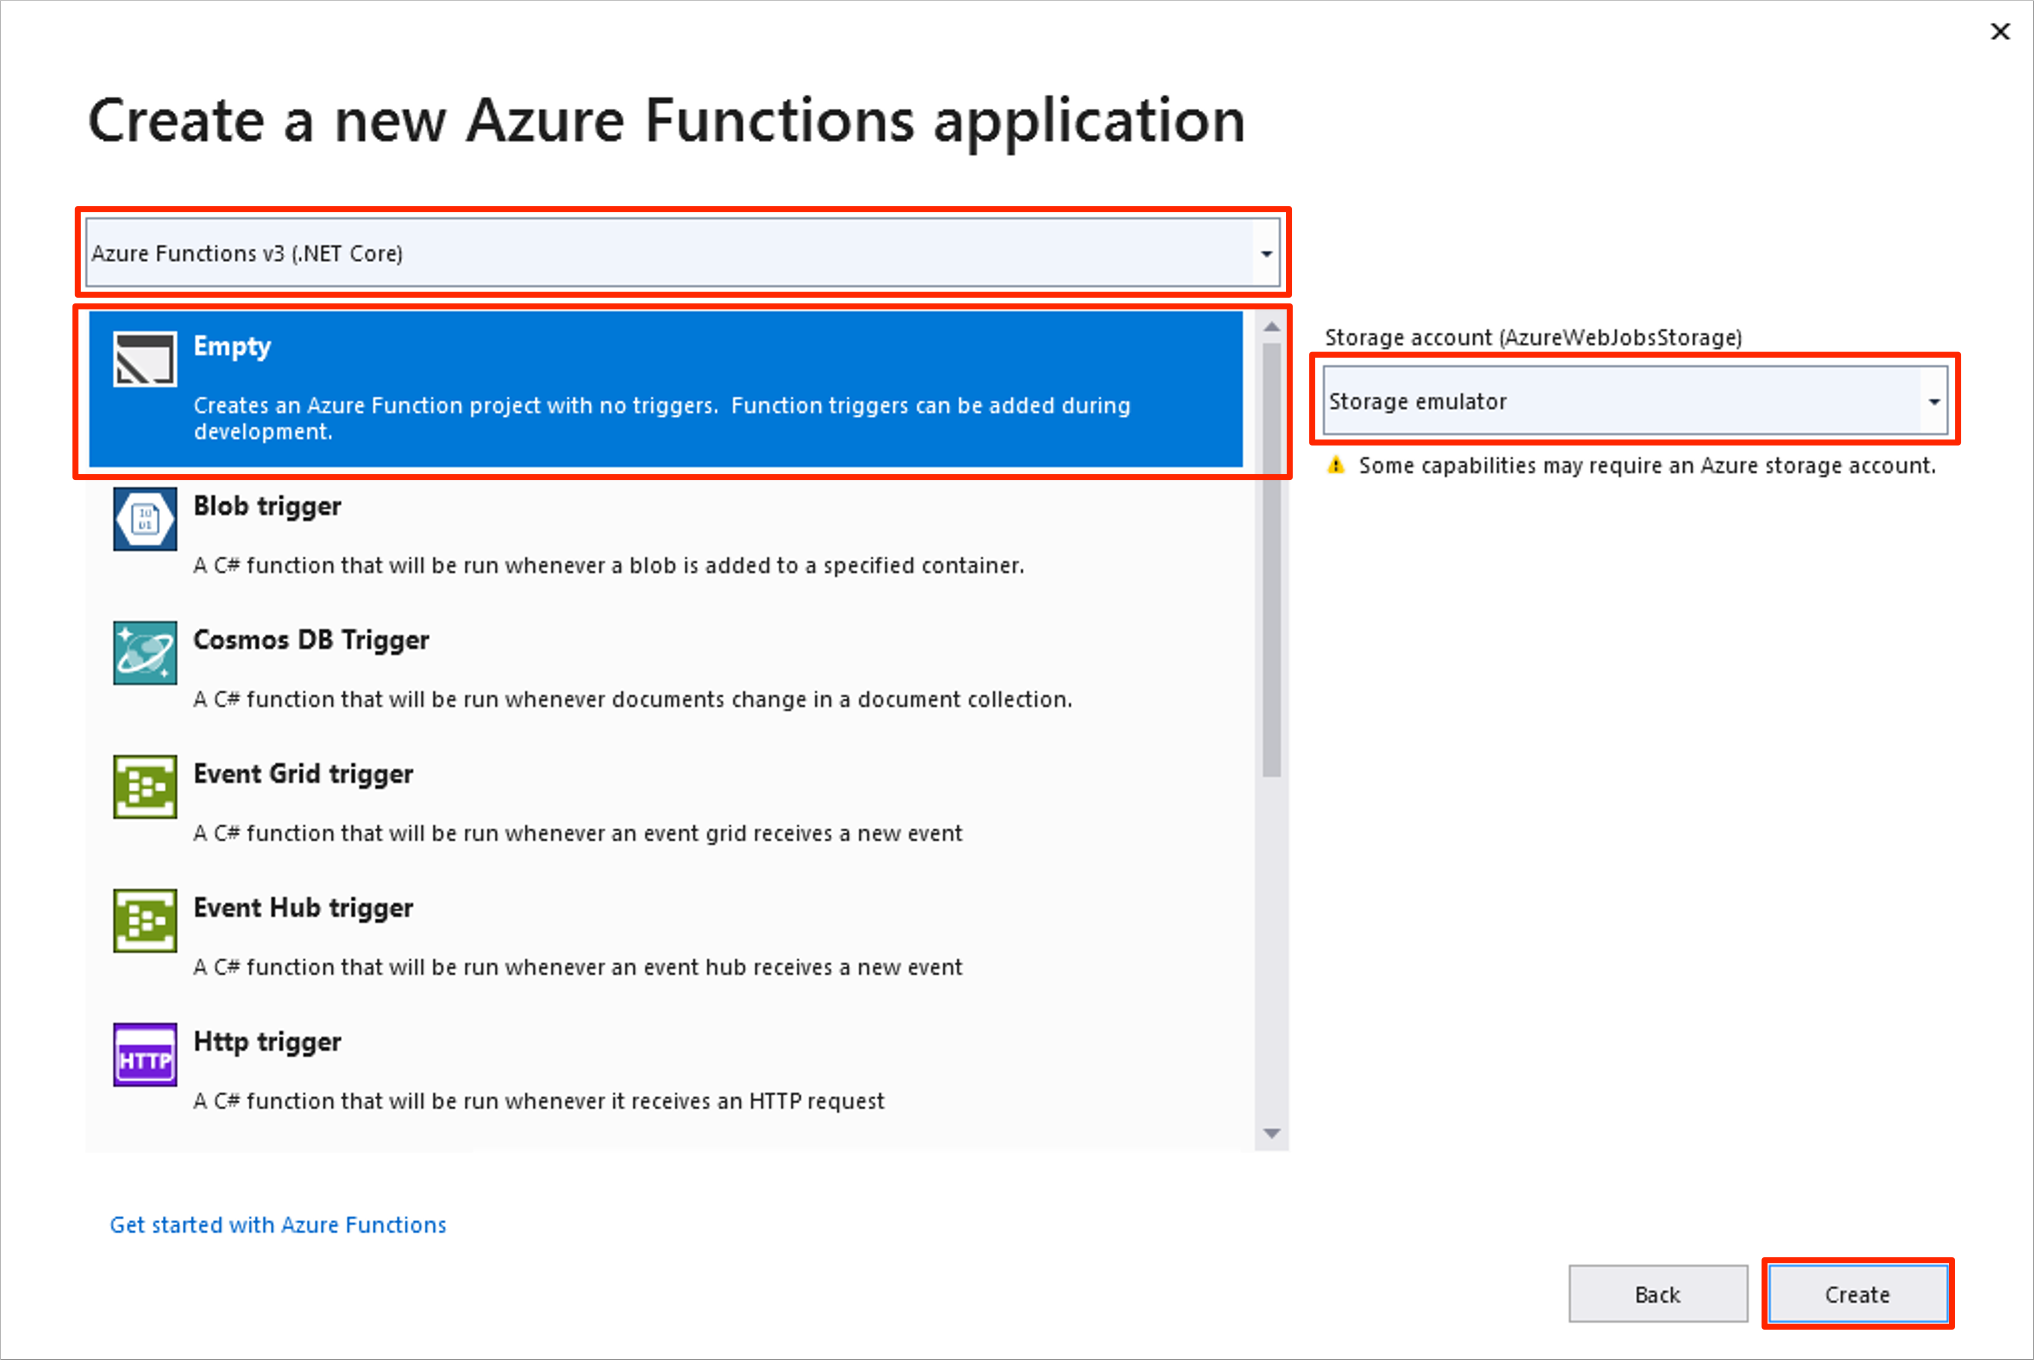 Create a new Azure Functions application
Azure Functions v3 (.NET Core)
Empty
Creates an Azure Function project with no triggers.  Function triggers can be added during
development.
Storage account (AzureWebJobsStorage)
Storage emulator
Some capabilities may require an Azure storage account.
Blob trigger
A C# function that will be run whenever a blob is added to a specified container.
Cosmos DB Trigger
A C# function that will be run whenever documents change in a document collection.
Event Grid trigger
A C# function that will be run whenever an event grid receives a new event
Event Hub trigger
A C# function that will be run whenever an event hub receives a new event
HTTP
Http trigger
A C# function that will be run whenever it receives an HTTP request
Get started with Azure Functions
Back
Create